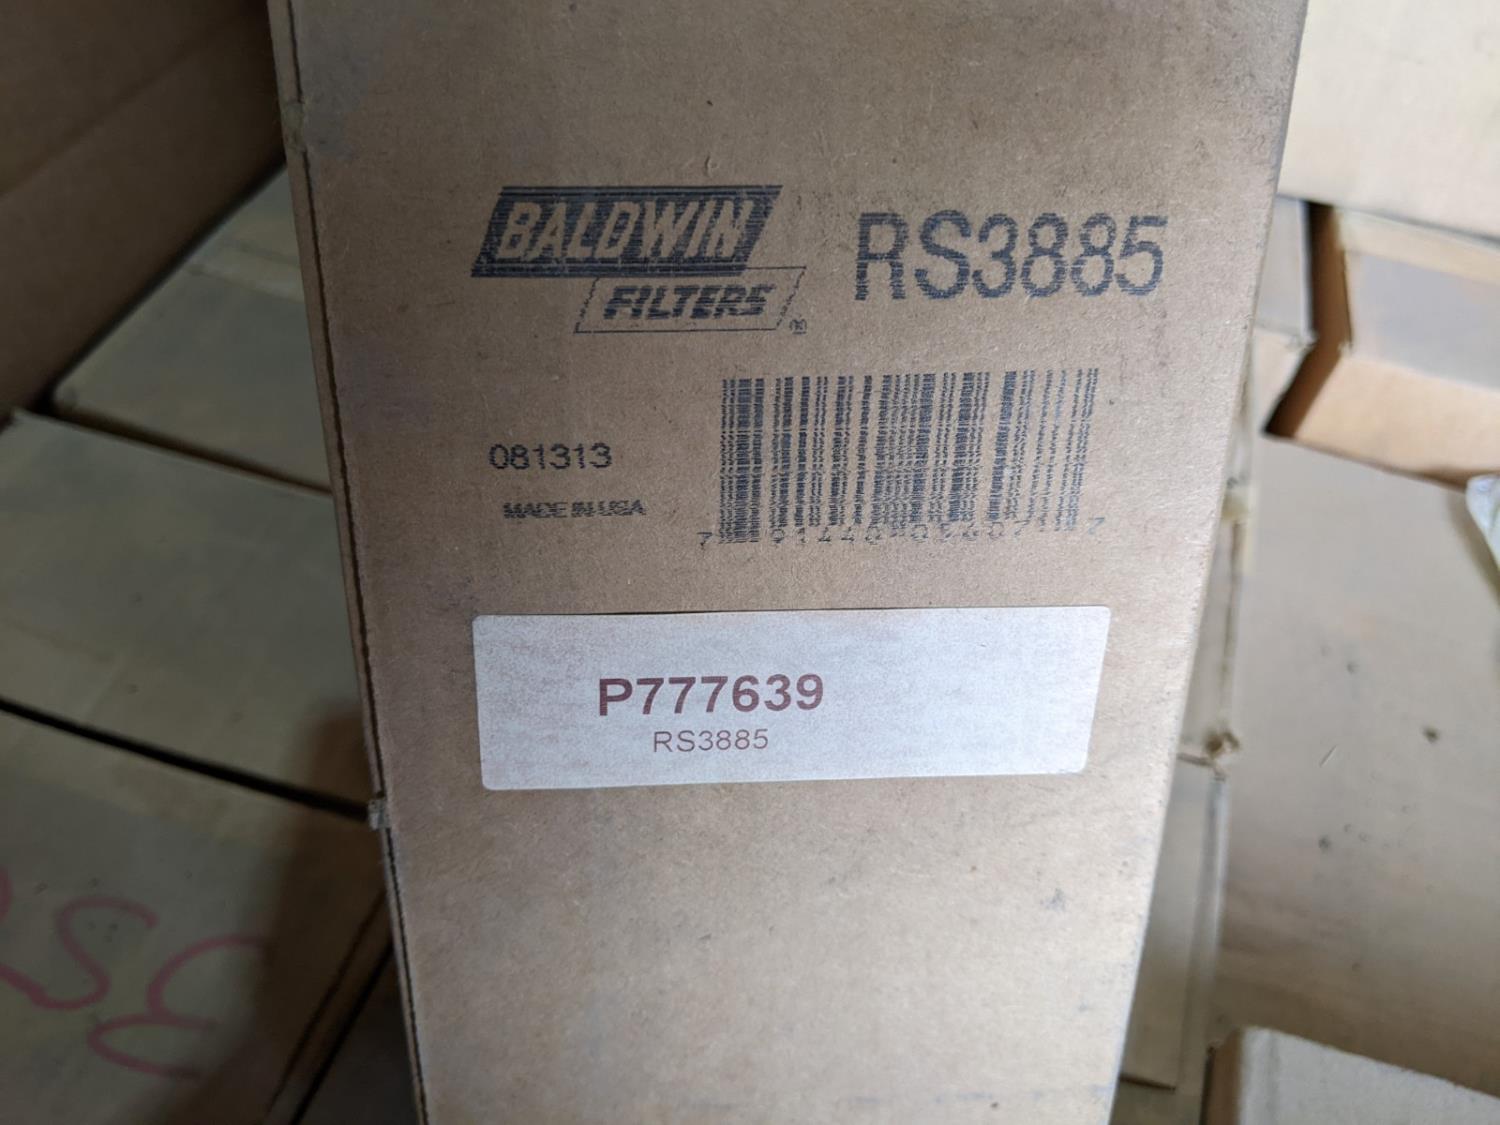 BALDWIN
FILTERS
®
RS3885
081313
MADE IN USA
P777639
RS3885